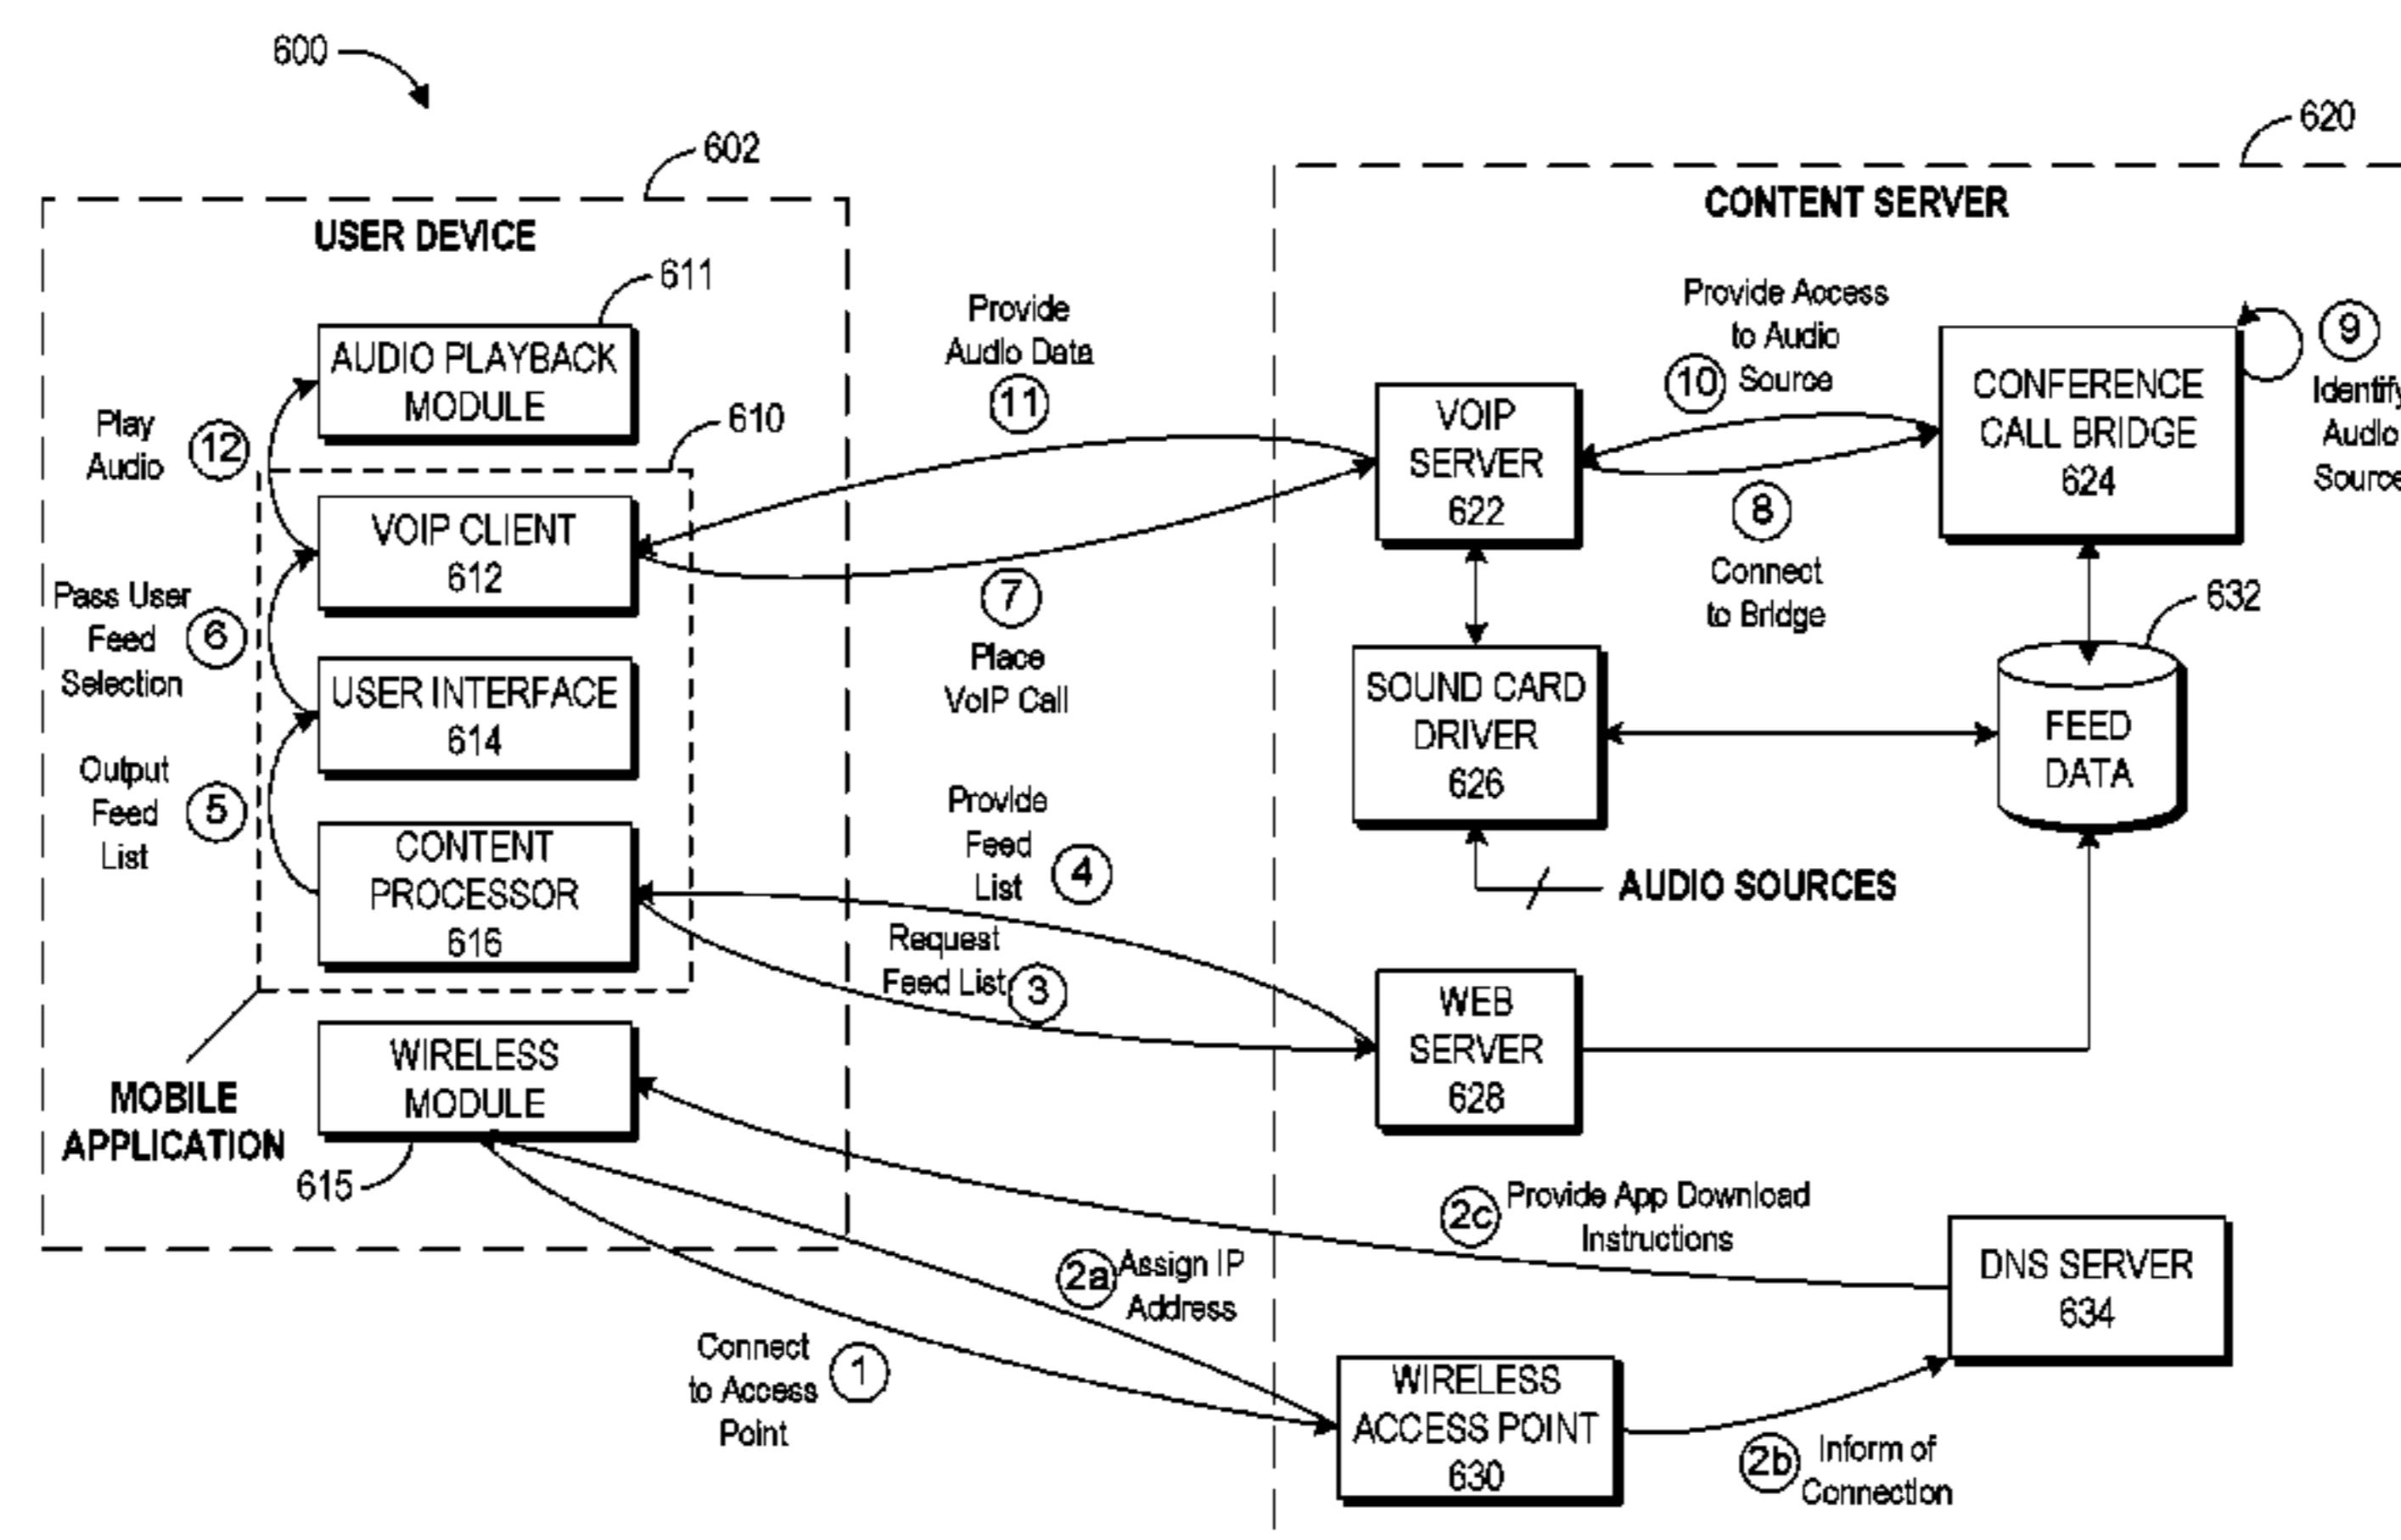 600
602
620
USER DEVICE
CONTENT SERVER
611
AUDIO PLAYBACK
MODULE
610
Play
Audio
12
VOIP CLIENT
612
Pass User
Feed
Selection
6
USER INTERFACE
614
Output
Feed
List
5
CONTENT
PROCESSOR
616
WIRELESS
MODULE
615
MOBILE
APPLICATION
Provide
Audio Data
11
7
Place
VoIP Call
Provide
Feed
List
4
Request
Feed List
3
2a
Assign IP
Address
Connect
to Access
Point
1
VOIP
SERVER
622
Provide Access
to Audio
Source
10
8
Connect
to Bridge
CONFERENCE
CALL BRIDGE
624
9
Identify
Audio
Source
632
SOUND CARD
DRIVER
626
FEED
DATA
AUDIO SOURCES
WEB
SERVER
628
2c
Provide App Download
Instructions
DNS SERVER
634
WIRELESS
ACCESS POINT
630
2b
Inform of
Connection